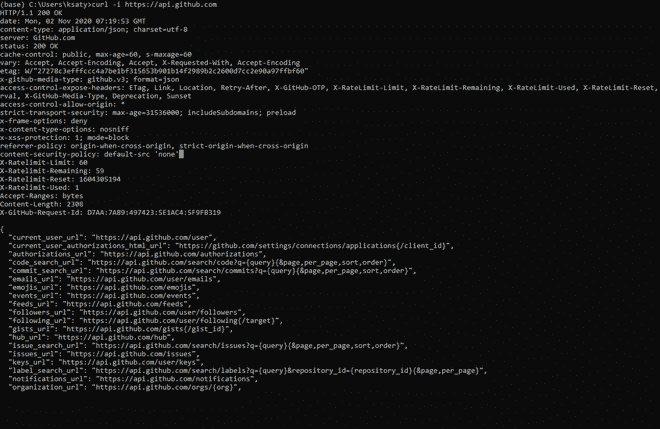 (base) C:\Users\ksaty>curl -i https://api.github.com
HTTP/1.1 200 OK
date: Mon, 02 Nov 2020 07:19:53 GMT
content-type: application/json; charset=utf-8
server: GitHub.com
status: 200 OK
cache-control: public, max-age=60, s-maxage=60
vary: Accept, Accept-Encoding, Accept, X-Requested-With, Accept-Encoding
etag: W/"27278c3efffccc4a7be1bf315653b901b14f2989b2c2600d7cc2e90a97ffbf60"
x-github-media-type: github.v3; format=json
access-control-expose-headers: ETag, Link, Location, Retry-After, X-GitHub-OTP, X-RateLimit-Limit, X-RateLimit-Remaining, X-RateLimit-Used, X-RateLimit-Reset,
rval, X-GitHub-Media-Type, Deprecation, Sunset
access-control-allow-origin: *
strict-transport-security: max-age=31536000; includeSubdomains; preload
x-frame-options: deny
x-content-type-options: nosniff
x-xss-protection: 1; mode=block
referrer-policy: origin-when-cross-origin, strict-origin-when-cross-origin
content-security-policy: default-src 'none'
X-Ratelimit-Limit: 60
X-Ratelimit-Remaining: 59
X-Ratelimit-Reset: 1604305194
X-Ratelimit-Used: 1
Accept-Ranges: bytes
Content-Length: 2308
X-GitHub-Request-Id: D7AA:7A89:497423:5E1AC4:5F9FB319
{
"current_user_url": "https://api.github.com/user",
"current_user_authorizations_html_url": "https://github.com/settings/connections/applications{/client_id}",
"authorizations_url": "https://api.github.com/authorizations",
"code_search_url": "https://api.github.com/search/code?q={query}{&page,per_page,sort,order}",
"commit_search_url": "https://api.github.com/search/commits?q={query}{&page,per_page,sort,order}",
"emails_url": "https://api.github.com/user/emails",
"emojis_url": "https://api.github.com/emojis",
"events_url": "https://api.github.com/events",
"feeds_url": "https://api.github.com/feeds",
"followers_url": "https://api.github.com/user/followers",
"following_url": "https://api.github.com/user/following{/target}",
"gists_url": "https://api.github.com/gists{/gist_id}",
"hub_url": "https://api.github.com/hub",
"issue_search_url": "https://api.github.com/search/issues?q={query}{&page,per_page,sort,order}",
"issues_url": "https://api.github.com/issues",
"keys_url": "https://api.github.com/user/keys",
"label_search_url": "https://api.github.com/search/labels?q={query}&repository_id={repository_id}{&page,per_page}",
"notifications_url": "https://api.github.com/notifications",
"organization_url": "https://api.github.com/orgs/{org}",